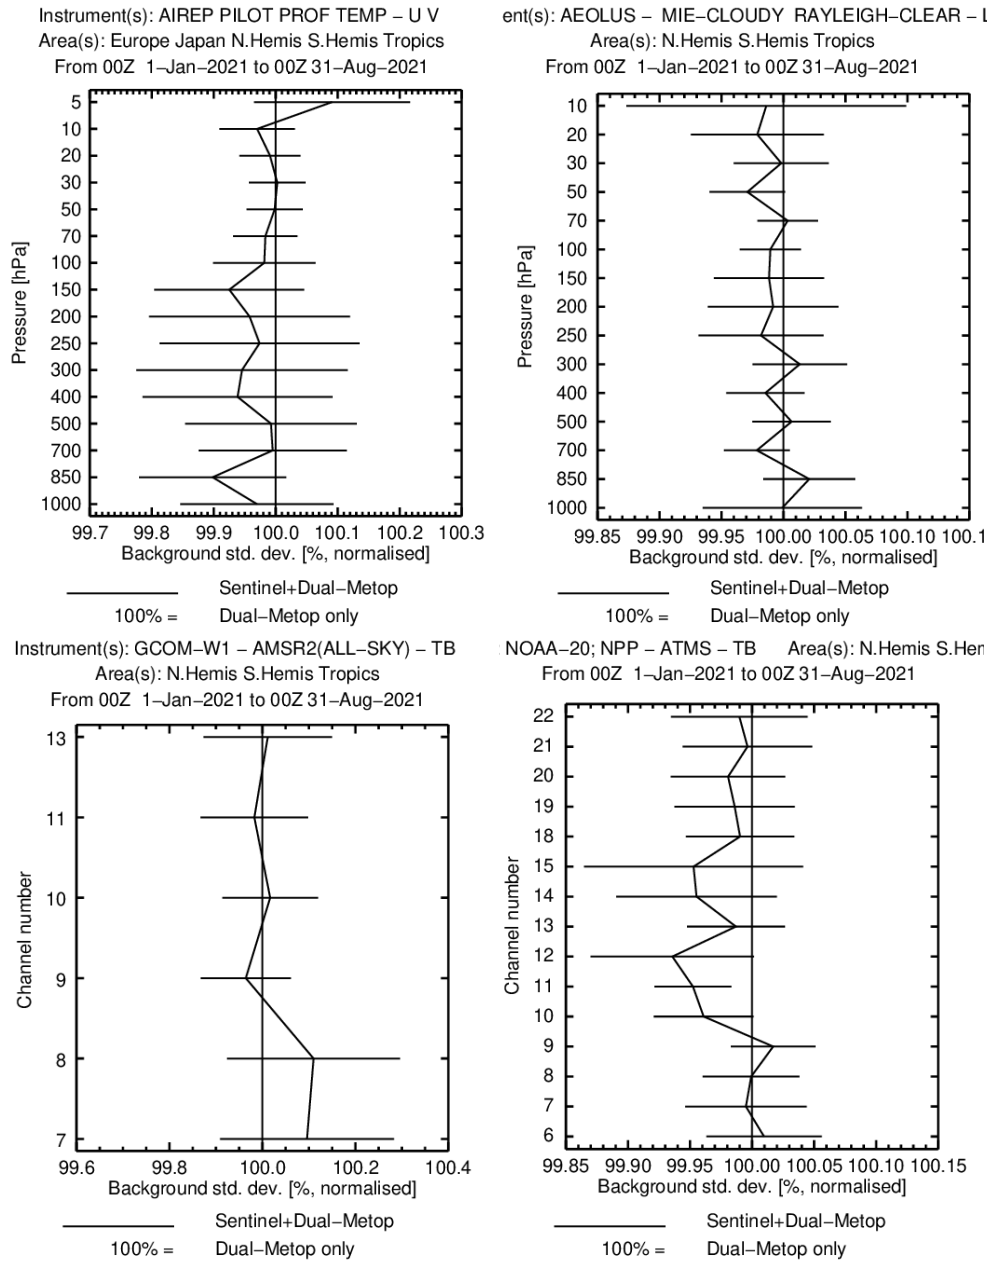 Instrument(s): AIREP PILOT PROF TEMP − U V
Area(s): Europe Japan N.Hemis S.Hemis Tropics
From 00Z 1−Jan−2021 to 00Z 31−Aug−2021
5
10
20
30
50
70
100
150
200
250
300
400
500
700
850
1000
Pressure [hPa]
99.7 99.8 99.9 100.0 100.1 100.2 100.3
Background std. dev. [%, normalised]
Sentinel+Dual−Metop
100% = Dual−Metop only
ent(s): AEOLUS − MIE−CLOUDY RAYLEIGH−CLEAR − L
Area(s): N.Hemis S.Hemis Tropics
From 00Z 1−Jan−2021 to 00Z 31−Aug−2021
10
20
30
50
70
100
150
200
250
300
400
500
700
850
1000
Pressure [hPa]
99.85 99.90 99.95 100.00 100.05 100.10 100.1
Background std. dev. [%, normalised]
Sentinel+Dual−Metop
100% = Dual−Metop only
Instrument(s): GCOM−W1 − AMSR2(ALL−SKY) − TB
Area(s): N.Hemis S.Hemis Tropics
From 00Z 1−Jan−2021 to 00Z 31−Aug−2021
13
11
10
9
8
7
Channel number
99.6 99.8 100.0 100.2 100.4
Background std. dev. [%, normalised]
Sentinel+Dual−Metop
100% = Dual−Metop only
: NOAA−20; NPP − ATMS − TB Area(s): N.Hemis S.Hem
From 00Z 1−Jan−2021 to 00Z 31−Aug−2021
22
21
20
19
18
15
14
13
12
11
10
9
8
7
6
Channel number
99.85 99.90 99.95 100.00 100.05 100.10 100.15
Background std. dev. [%, normalised]
Sentinel+Dual−Metop
100% = Dual−Metop only